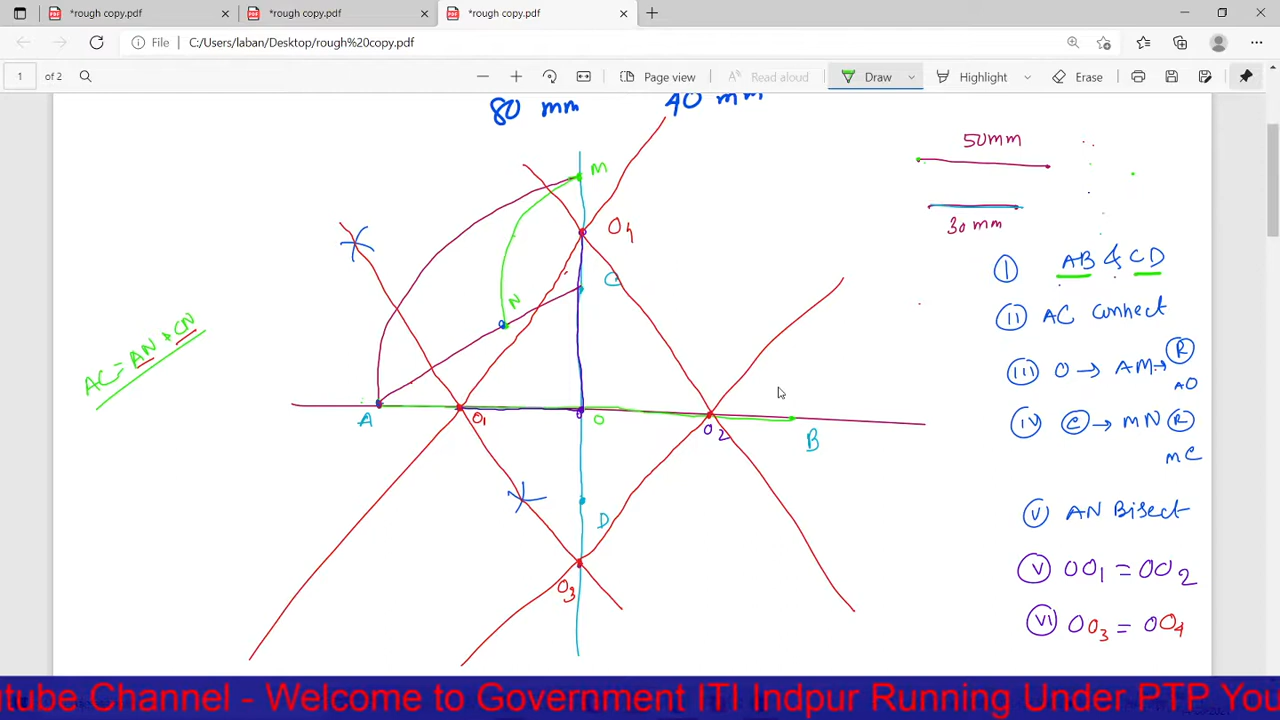 *rough copy.pdf
*rough copy.pdf
*rough copy.pdf
File
C:/Users/laban/Desktop/rough%20copy.pdf
1 of 2
Page view
Read aloud
Draw
Highlight
Erase
80 mm
40 mm
50mm
30 mm
M
O4
C
N
A
O1
O
O2
B
D
O3
AC = AN + CN
I AB & CD
II AC Connect
III O → AM → R
AO
IV C → MN R
MC
V AN Bisect
V OO1 = OO2
VI OO3 = OO4
utube Channel - Welcome to Government ITI Indpur Running Under PTP You